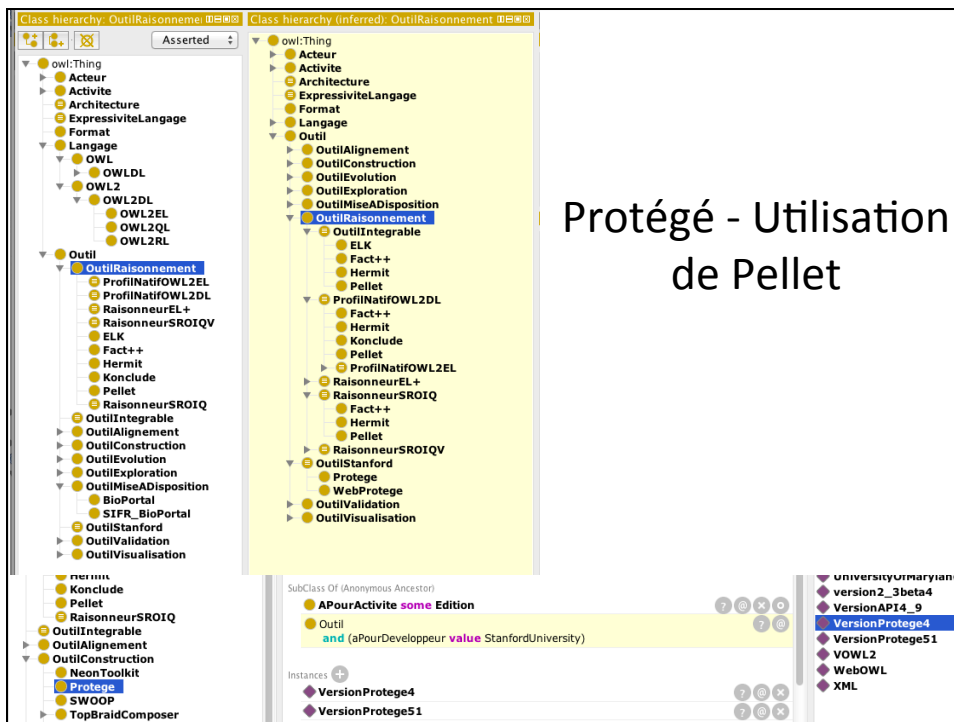 Class hierarchy: OutilRaisonneme
Asserted
owl:Thing
Acteur
Activite
Architecture
ExpressiviteLangage
Format
Langage
OWL
OWLDL
OWL2
OWL2DL
OWL2EL
OWL2QL
OWL2RL
Outil
OutilRaisonnement
ProfilNatifOWL2EL
ProfilNatifOWL2DL
RaisonneurEL+
RaisonneurSROIQV
ELK
Fact++
Hermit
Konclude
Pellet
RaisonneurSROIQ
OutilIntegrable
OutilAlignement
OutilConstruction
OutilEvolution
OutilExploration
OutilMiseADisposition
BioPortal
SIFR_BioPortal
OutilStanford
OutilValidation
OutilVisualisation
Class hierarchy (inferred): OutilRaisonnement
owl:Thing
Acteur
Activite
Architecture
ExpressiviteLangage
Format
Langage
Outil
OutilAlignement
OutilConstruction
OutilEvolution
OutilExploration
OutilMiseADisposition
OutilRaisonnement
OutilIntegrable
ELK
Fact++
Hermit
Pellet
ProfilNatifOWL2DL
Fact++
Hermit
Konclude
Pellet
ProfilNatifOWL2EL
RaisonneurEL+
RaisonneurSROIQ
Fact++
Hermit
Pellet
RaisonneurSROIQV
OutilStanford
Protege
WebProtege
OutilValidation
OutilVisualisation
Protégé - Utilisation
de Pellet
Hermit
Konclude
Pellet
RaisonneurSROIQ
OutilIntegrable
OutilAlignement
OutilConstruction
NeonToolkit
Protege
SWOOP
TopBraidComposer
SubClass Of (Anonymous Ancestor)
APourActivite some Edition
Outil
and (aPourDeveloppeur value StanfordUniversity)
Instances
VersionProtege4
VersionProtege51
UniversityOfMarylan
version2_3beta4
VersionAPI4_9
VersionProtege4
VersionProtege51
VOWL2
WebOWL
XML